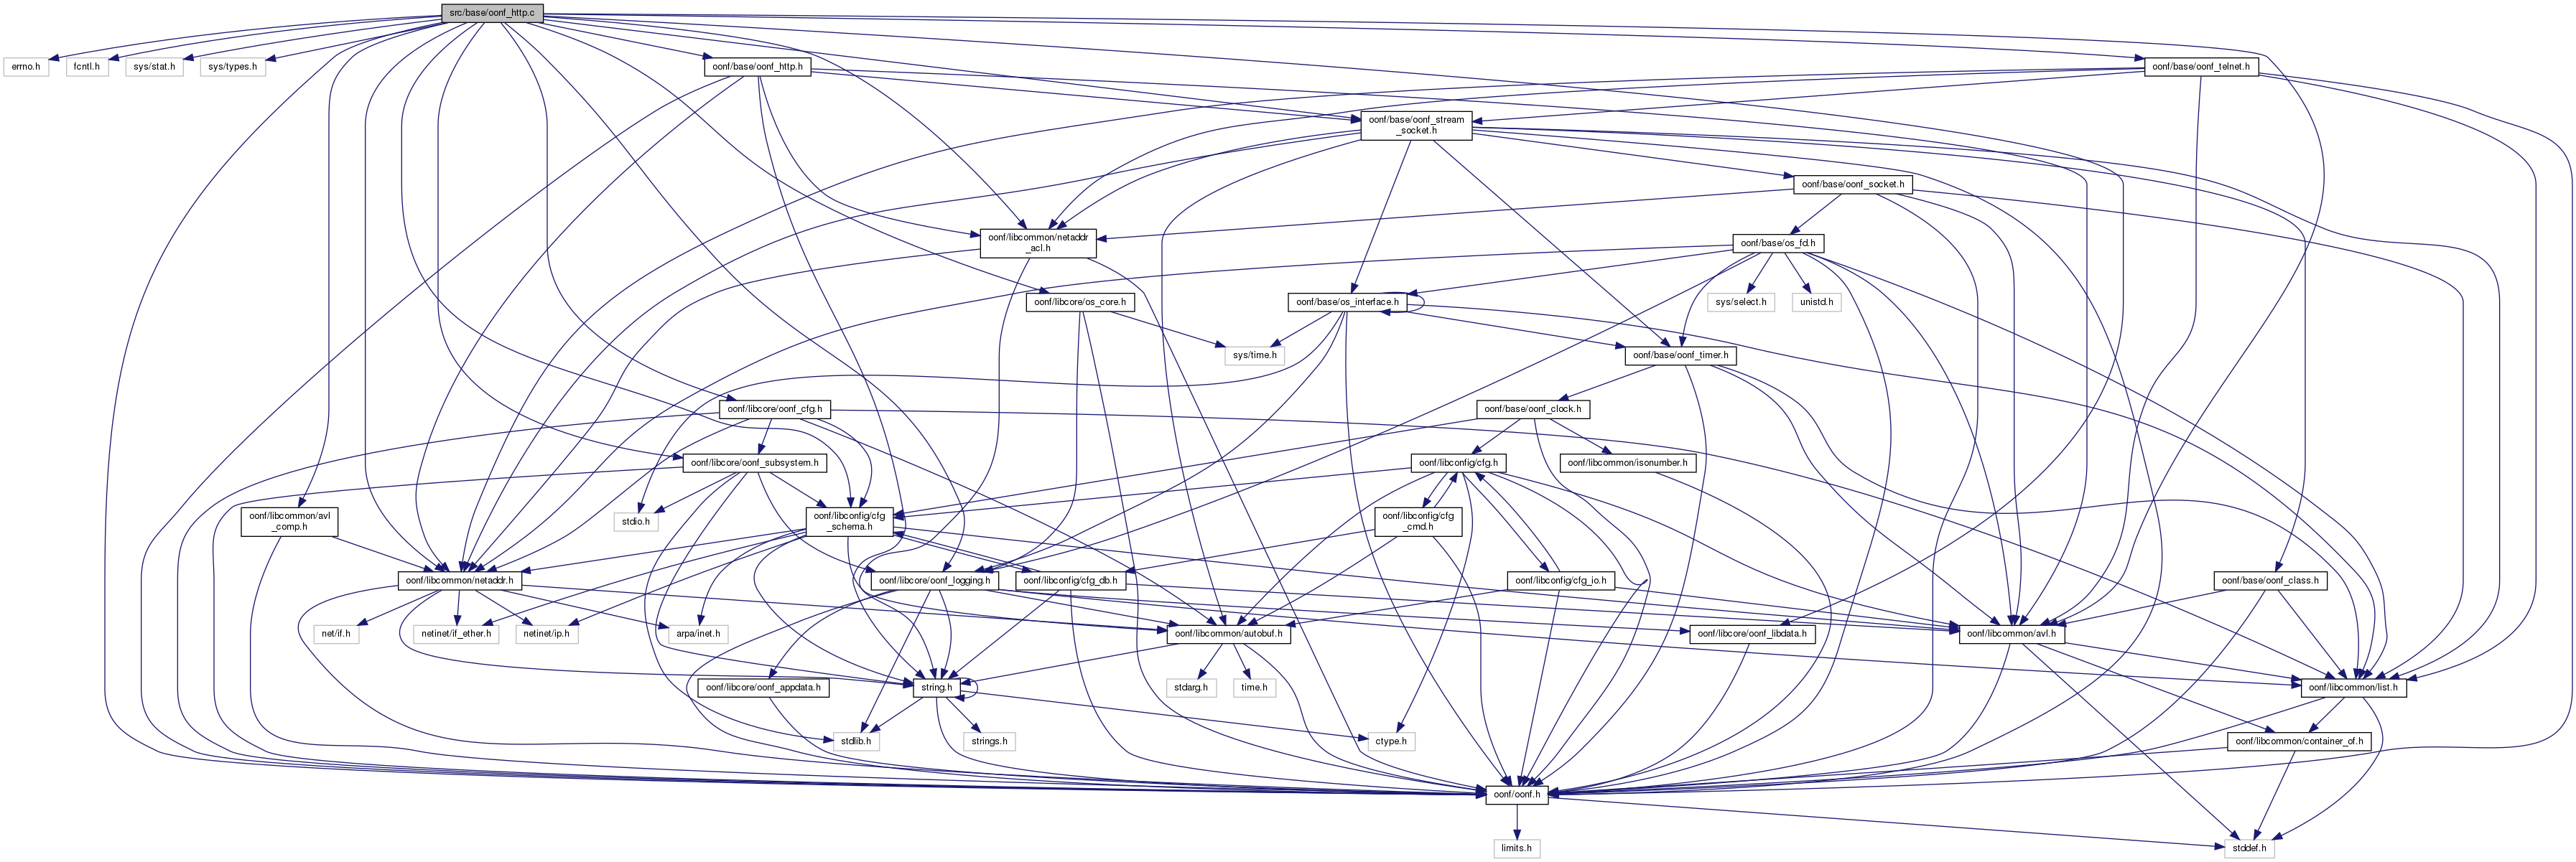 src/base/oonf_http.c
errno.h
fcntl.h
sys/stat.h
sys/types.h
oonf/base/oonf_http.h
oonf/base/oonf_telnet.h
oonf/base/oonf_stream
_socket.h
oonf/base/oonf_socket.h
oonf/libcommon/netaddr
_acl.h
oonf/base/os_fd.h
oonf/libcore/os_core.h
oonf/base/os_interface.h
sys/select.h
unistd.h
sys/time.h
oonf/base/oonf_timer.h
oonf/libcore/oonf_cfg.h
oonf/base/oonf_clock.h
oonf/libcore/oonf_subsystem.h
oonf/libconfig/cfg.h
oonf/libcommon/isonumber.h
oonf/libcommon/avl
_comp.h
stdio.h
oonf/libconfig/cfg
_schema.h
oonf/libconfig/cfg
_cmd.h
oonf/libcommon/netaddr.h
oonf/libcore/oonf_logging.h
oonf/libconfig/cfg_db.h
oonf/libconfig/cfg_io.h
oonf/base/oonf_class.h
net/if.h
netinet/if_ether.h
netinet/ip.h
arpa/inet.h
oonf/libcommon/autobuf.h
oonf/libcore/oonf_libdata.h
oonf/libcommon/avl.h
oonf/libcore/oonf_appdata.h
string.h
stdarg.h
time.h
oonf/libcommon/list.h
stdlib.h
strings.h
ctype.h
oonf/libcommon/container_of.h
oonf/oonf.h
limits.h
stddef.h